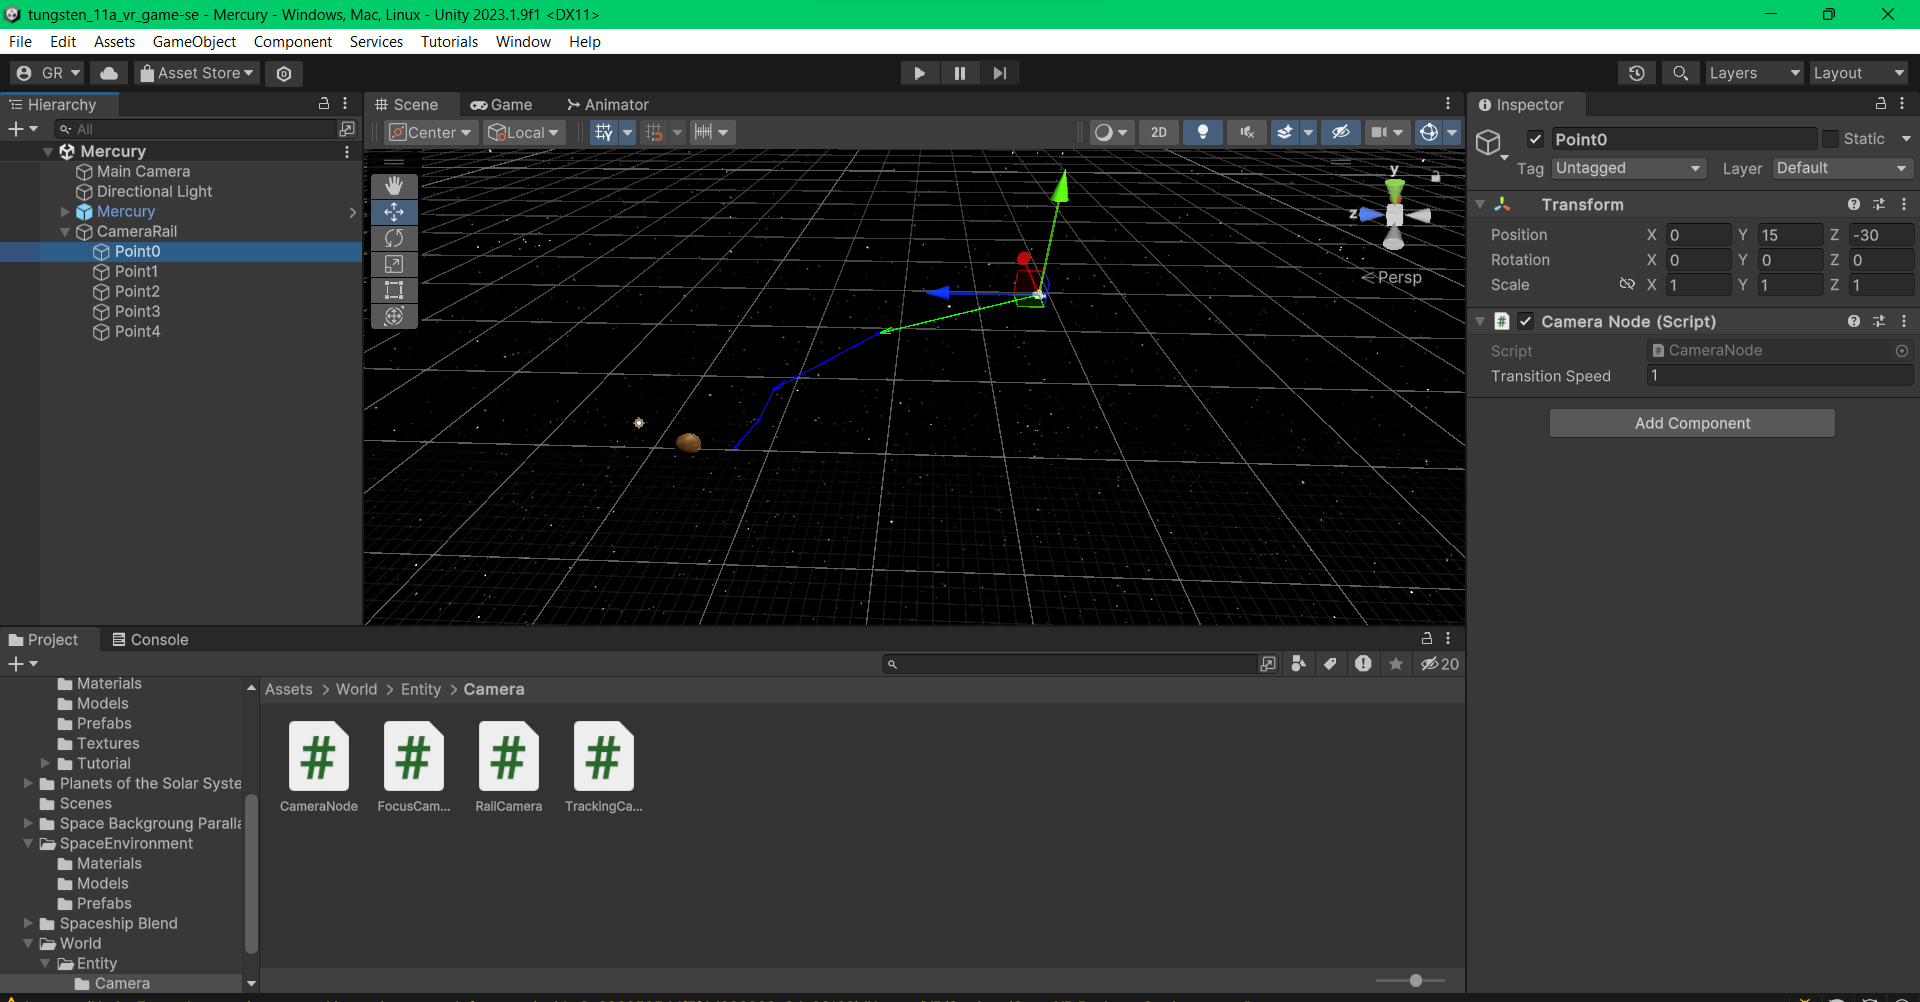 tungsten_11a_vr_game-se - Mercury - Windows, Mac, Linux - Unity 2023.1.9f1 <DX11>
File Edit Assets GameObject Component Services Tutorials Window Help
GR Asset Store Layers Layout
Hierarchy
All
Mercury
Main Camera
Directional Light
Mercury
CameraRail
Point0
Point1
Point2
Point3
Point4
Scene Game Animator
Center Local 2D
y
z
Persp
Inspector
Point0 Static
Tag Untagged Layer Default
Transform
Position X 0 Y 15 Z -30
Rotation X 0 Y 0 Z 0
Scale X 1 Y 1 Z 1
Camera Node (Script)
Script CameraNode
Transition Speed 1
Add Component
Project Console
20
Materials
Models
Prefabs
Textures
Tutorial
Planets of the Solar Syste
Scenes
Space Backgroung Paralla
SpaceEnvironment
Materials
Models
Prefabs
Spaceship Blend
World
Entity
Camera
Assets > World > Entity > Camera
CameraNode FocusCam... RailCamera TrackingCa...